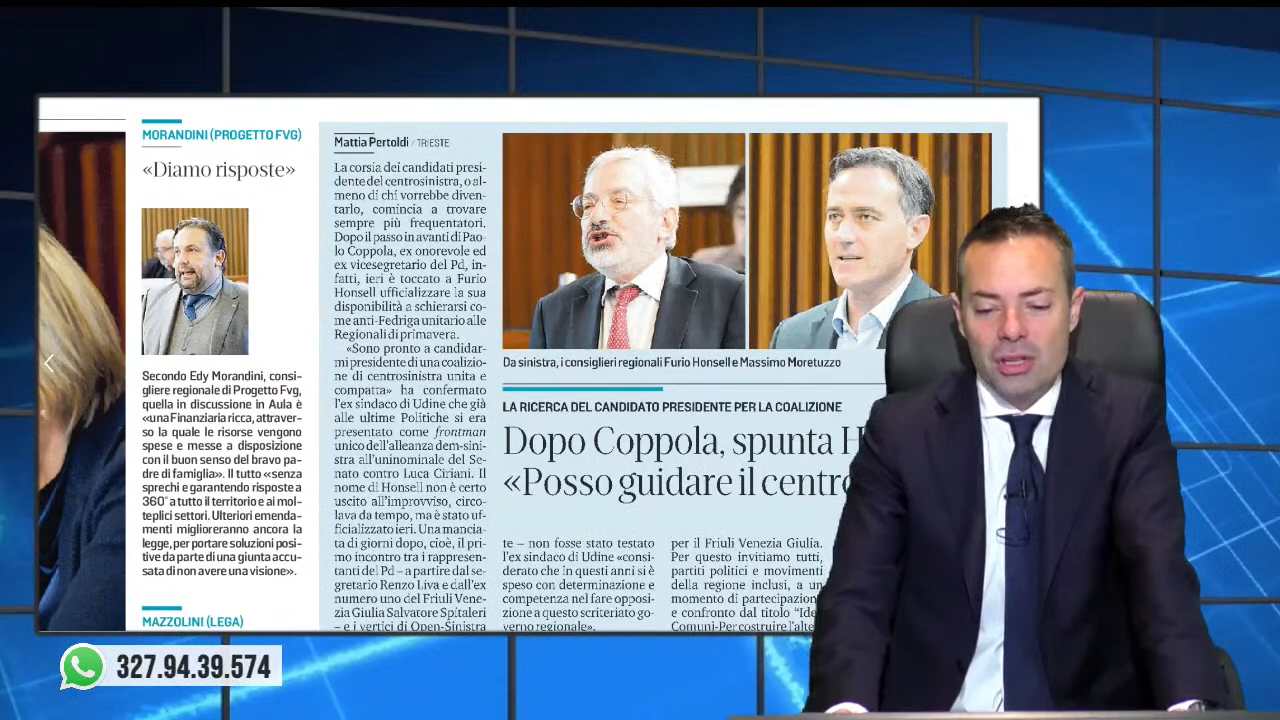 MORANDINI (PROGETTO FVG)
«Diamo risposte»
Secondo Edy Morandini, consi-
gliere regionale di Progetto Fvg,
quella in discussione in Aula è
«una Finanziaria ricca, attraver-
so la quale le risorse vengono
spese e messe a disposizione
con il buon senso del bravo pa-
dre di famiglia». Il tutto «senza
sprechi e garantendo risposte a
360° a tutto il territorio e ai mol-
teplici settori. Ulteriori emenda-
menti miglioreranno ancora la
legge, per portare soluzioni posi-
tive da parte di una giunta accu-
sata di non avere una visione».
MAZZOLINI (LEGA)
Mattia Pertoldi / TRIESTE
La corsia dei candidati presi-
dente del centrosinistra, o al-
meno di chi vorrebbe diven-
tarlo, comincia a trovare
sempre più frequentatori.
Dopo il passo in avanti di Pao-
lo Coppola, ex onorevole ed
ex vicesegretario del Pd, in-
fatti, ieri è toccato a Furio
Honsell ufficializzare la sua
disponibilità a schierarsi co-
me anti-Fedriga unitario alle
Regionali di primavera.
«Sono pronto a candidar-
mi presidente di una coalizio-
ne di centrosinistra unita e
compatta» ha confermato
l'ex sindaco di Udine che già
alle ultime Politiche si era
presentato come frontman
unico dell'alleanza dem-sini-
stra all'uninominale del Se-
nato contro Luca Ciriani. Il
nome di Honsell non è certo
uscito all'improvviso, circo-
lava da tempo, ma è stato uf-
ficializzato ieri. Una mancia-
ta di giorni dopo, cioè, il pri-
mo incontro tra i rappresen-
tanti del Pd – a partire dal se-
gretario Renzo Liva e dall'ex
numero uno del Friuli Vene-
zia Giulia Salvatore Spitaleri
– e i vertici di Open-Sinistra
Da sinistra, i consiglieri regionali Furio Honsell e Massimo Moretuzzo
LA RICERCA DEL CANDIDATO PRESIDENTE PER LA COALIZIONE
Dopo Coppola, spunta H
«Posso guidare il centro
te – non fosse stato testato
l'ex sindaco di Udine «consi-
derato che in questi anni si è
speso con determinazione e
competenza nel fare opposi-
zione a questo scriteriato go-
verno regionale».
per il Friuli Venezia Giulia.
Per questo invitiamo tutti,
partiti politici e movimenti
della regione inclusi, a un
momento di partecipazion
e confronto dal titolo "Ide
Comuni-Per costruire l'alte
327.94.39.574